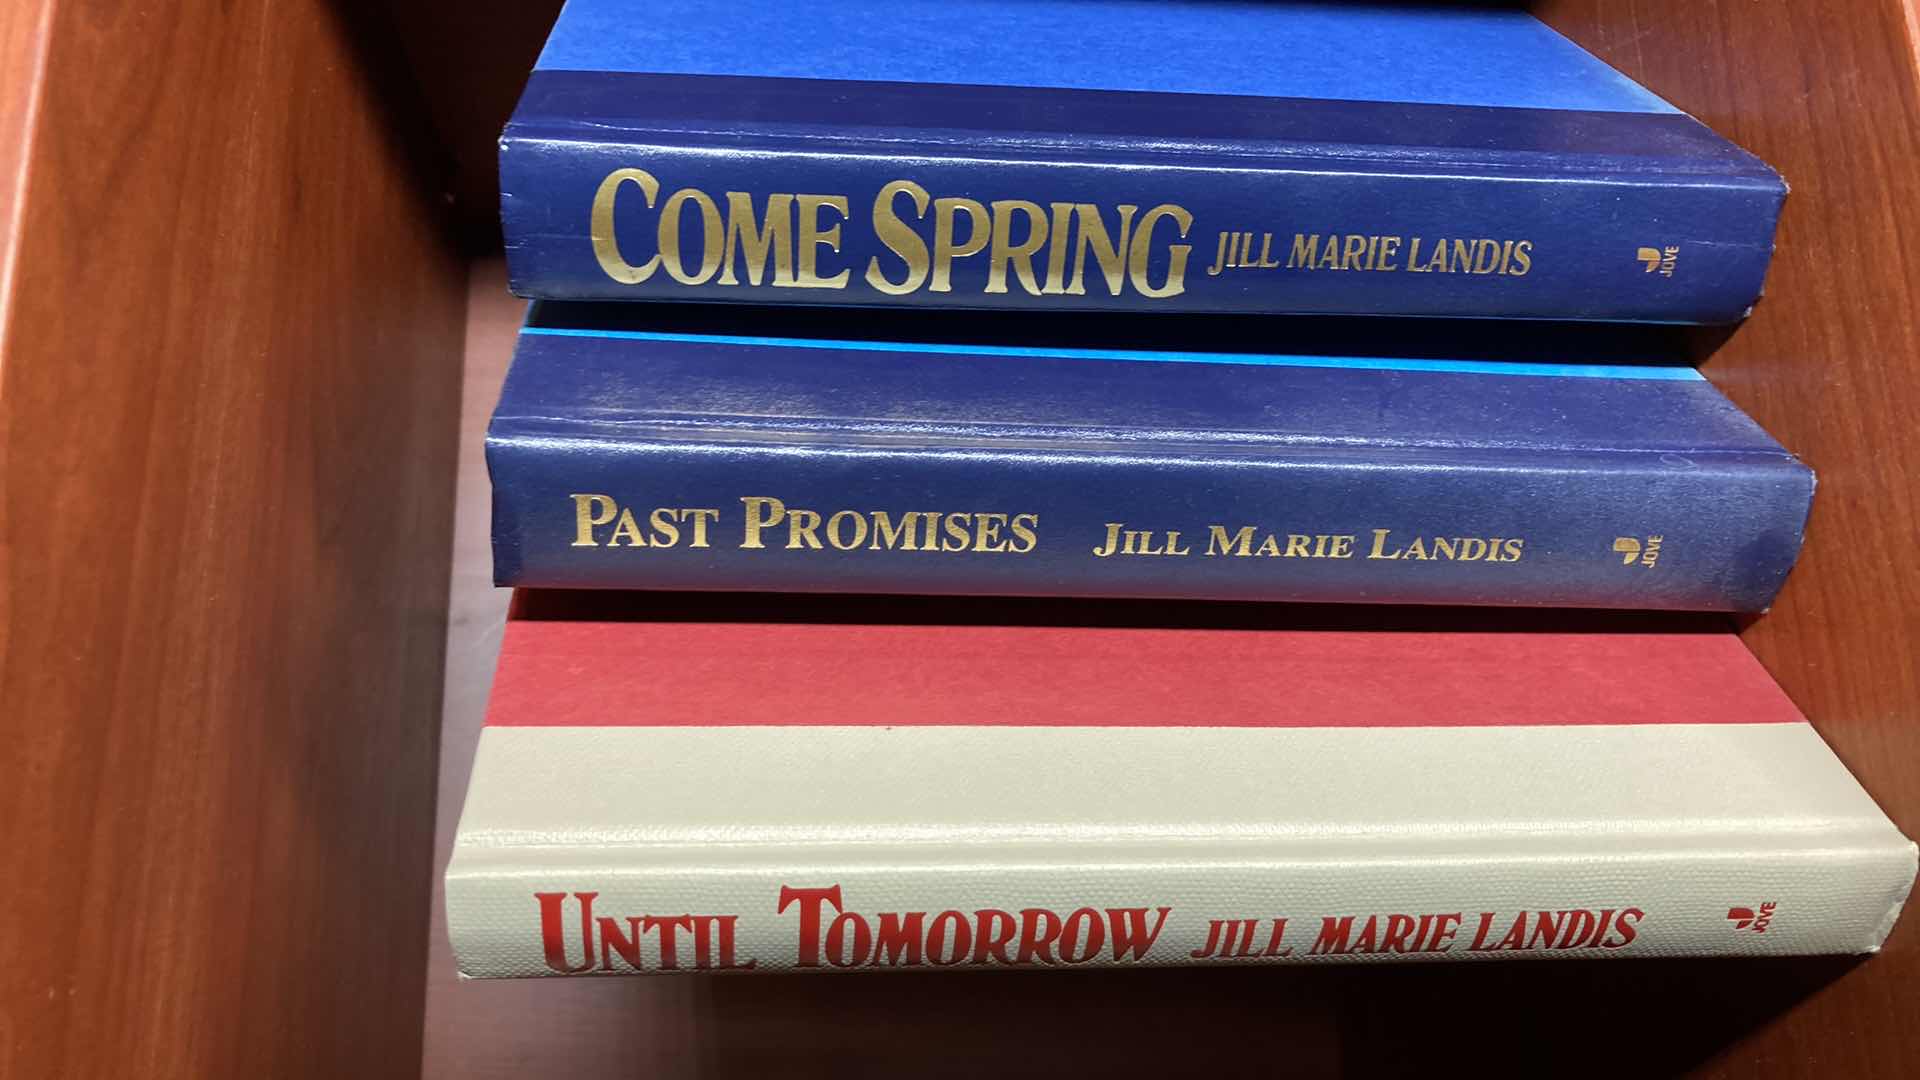 COME SPRING JILL MARIE LANDIS JOVE
PAST PROMISES JILL MARIE LANDIS JOVE
UNTIL TOMORROW JILL MARIE LANDIS JOVE